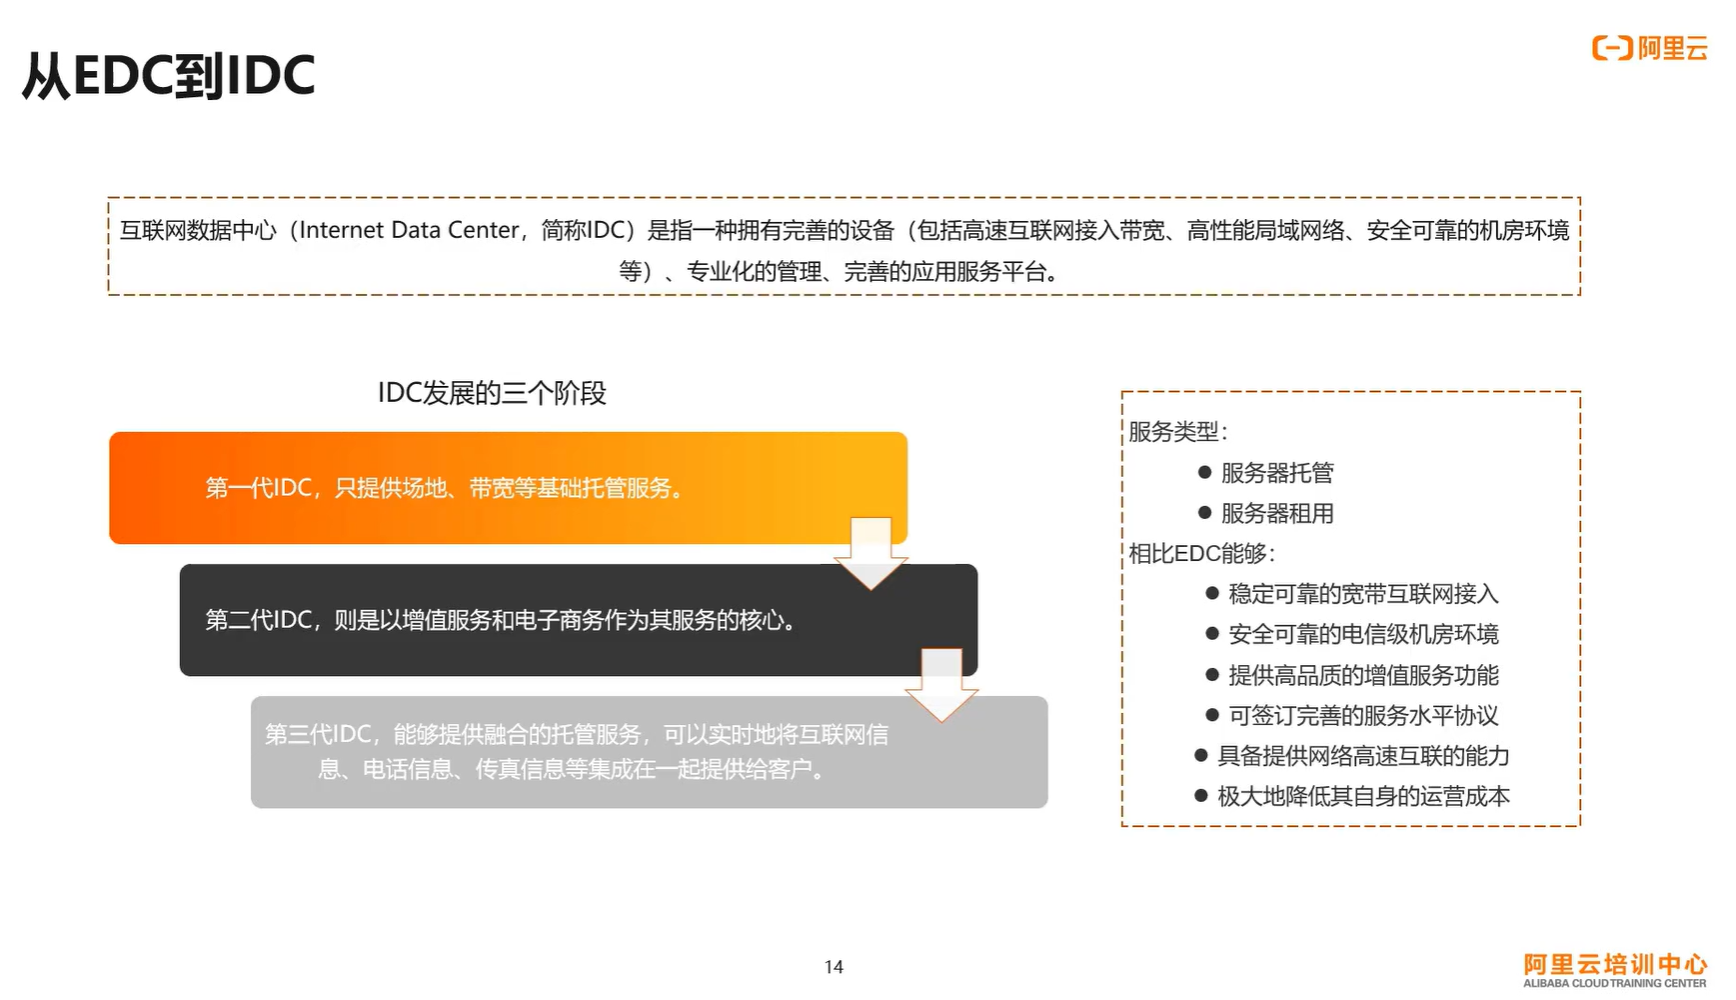 从EDC到IDC
阿里云
互联网数据中心（Internet Data Center，简称IDC）是指一种拥有完善的设备（包括高速互联网接入带宽、高性能局域网络、安全可靠的机房环境
等）、专业化的管理、完善的应用服务平台。
IDC发展的三个阶段
第一代IDC，只提供场地、带宽等基础托管服务。
第二代IDC，则是以增值服务和电子商务作为其服务的核心。
第三代IDC，能够提供融合的托管服务，可以实时地将互联网信
息、电话信息、传真信息等集成在一起提供给客户。
服务类型：
● 服务器托管
● 服务器租用
相比EDC能够：
● 稳定可靠的宽带互联网接入
● 安全可靠的电信级机房环境
● 提供高品质的增值服务功能
● 可签订完善的服务水平协议
● 具备提供网络高速互联的能力
● 极大地降低其自身的运营成本
14
阿里云培训中心
ALIBABA CLOUD TRAINING CENTER